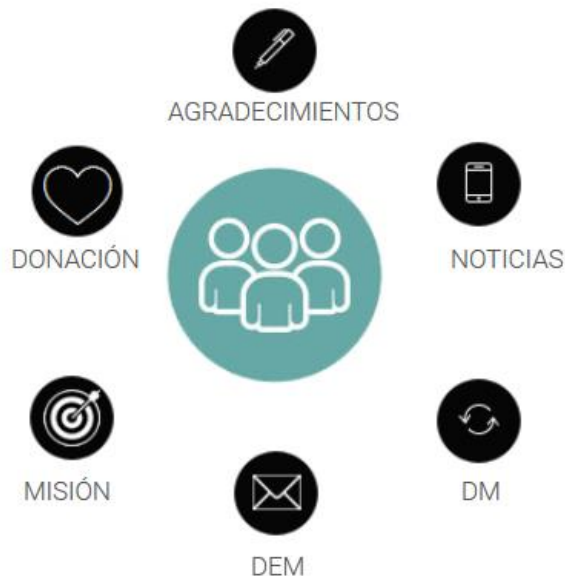 AGRADECIMIENTOS
DONACIÓN
NOTICIAS
MISIÓN
DM
DEM